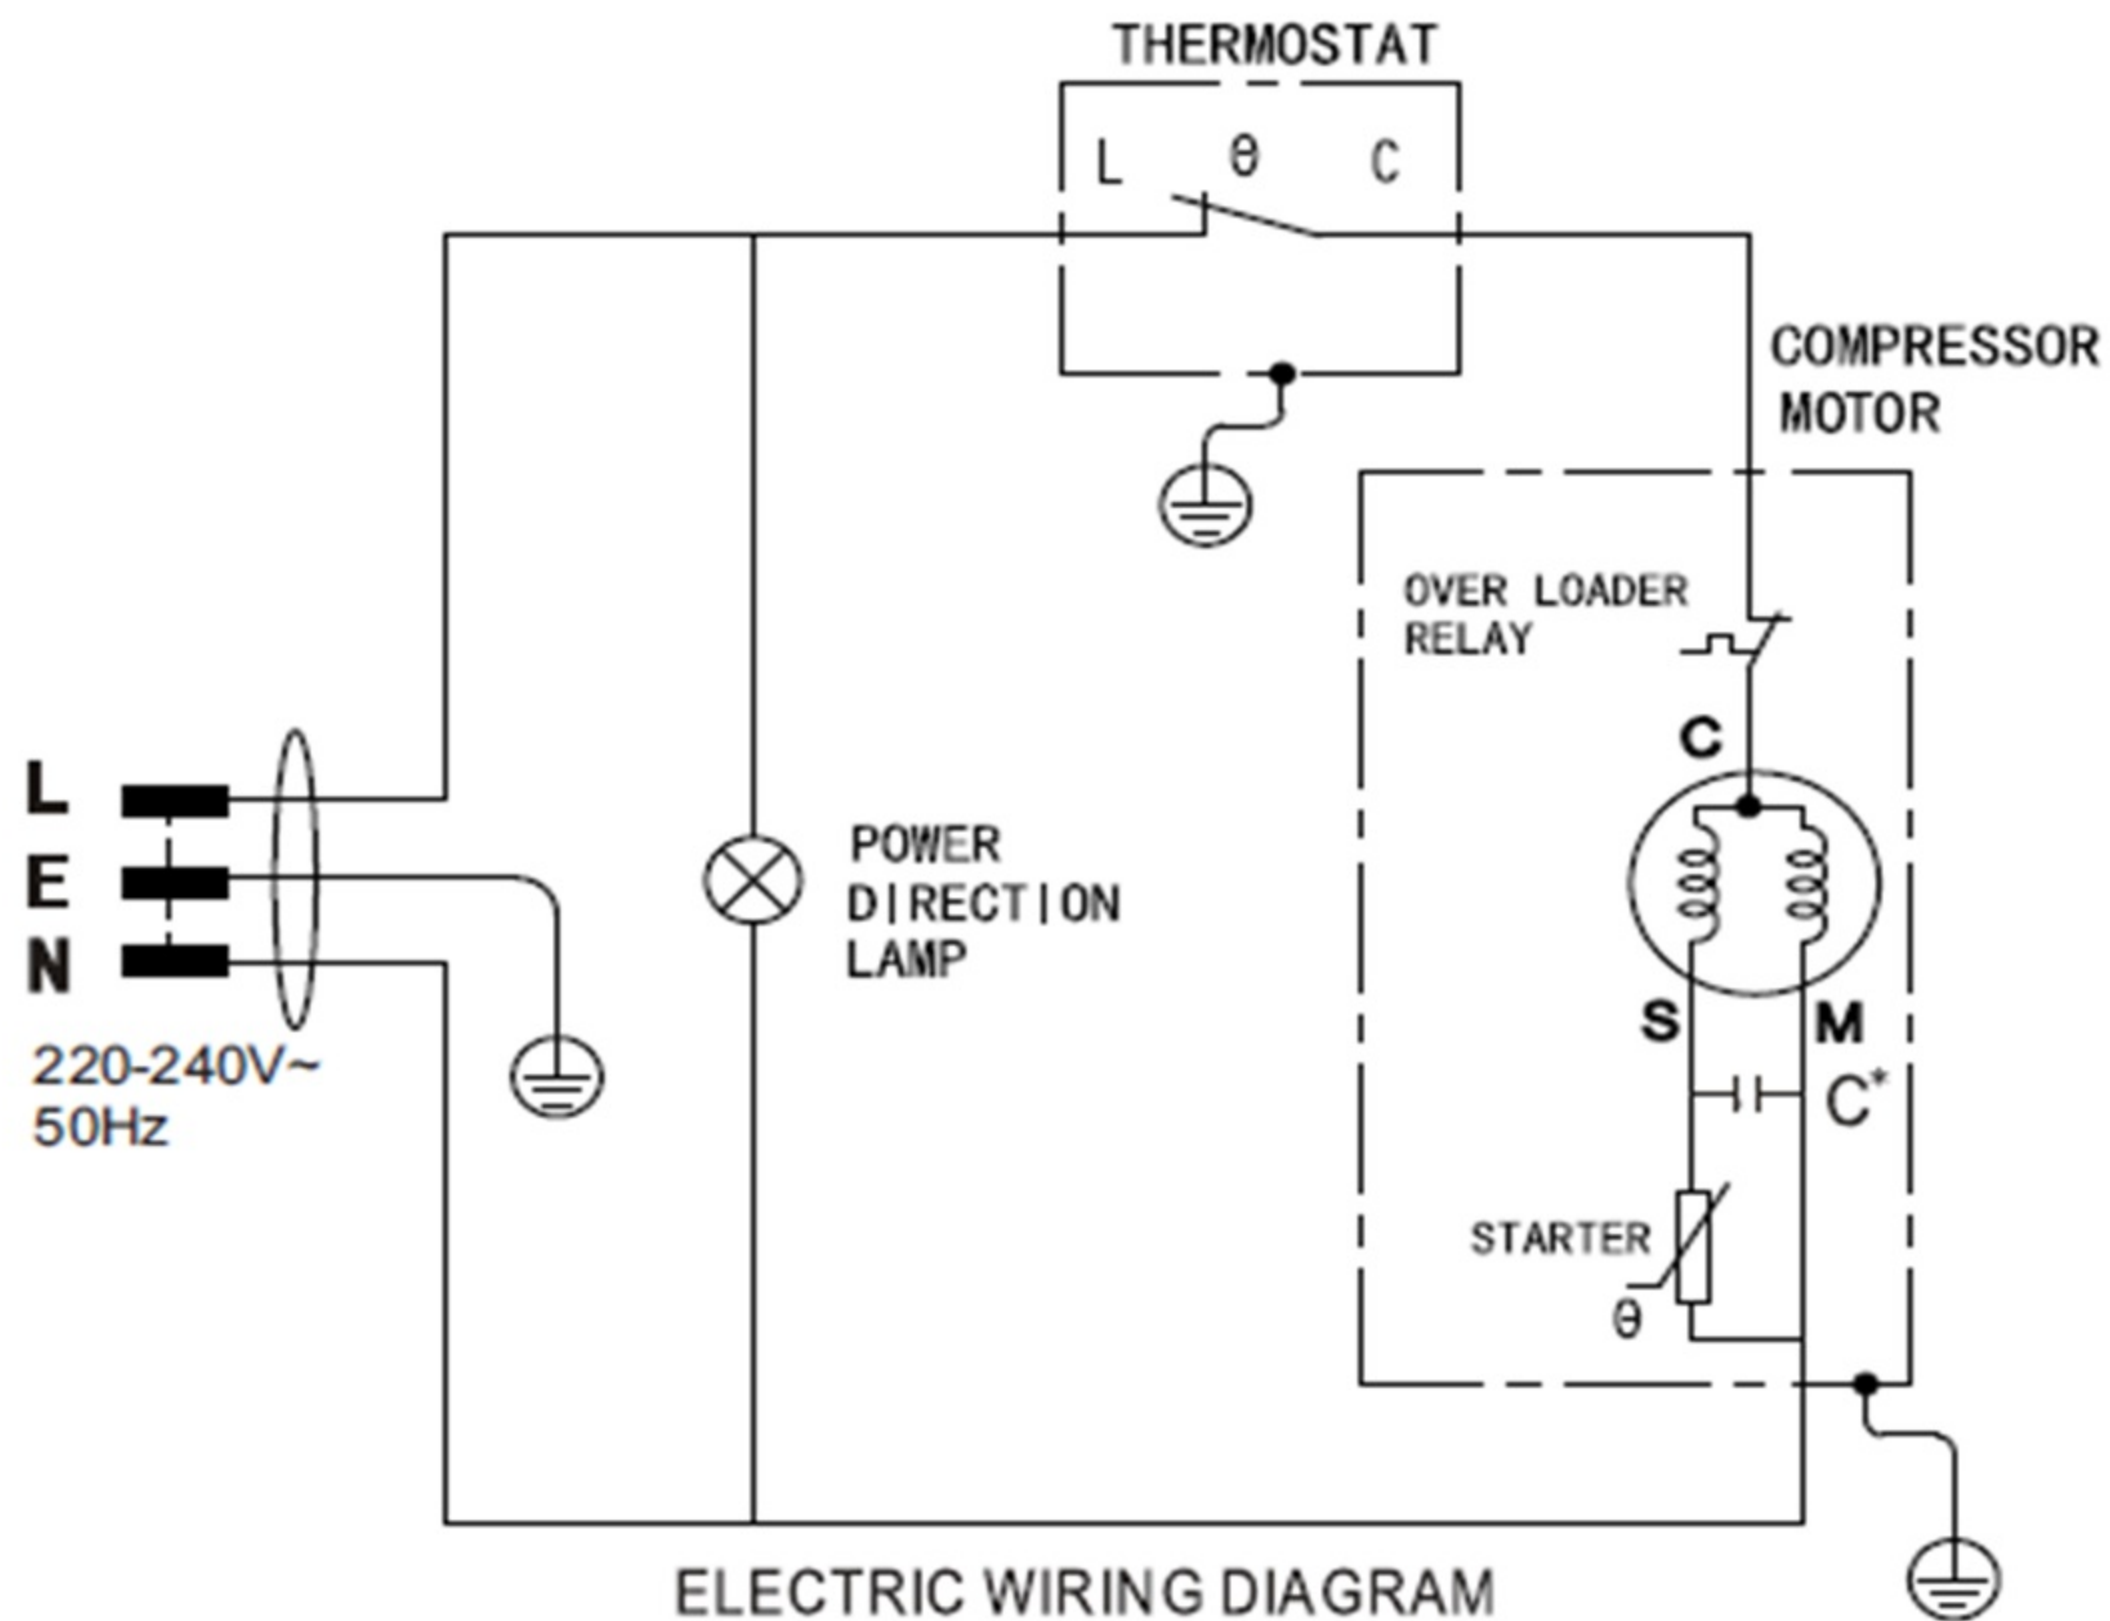 THERMOSTAT
L θ C
COMPRESSOR
MOTOR
OVER LOADER
RELAY
C
L
E
N
220-240V~
50Hz
POWER
DIRECTION
LAMP
S M
C*
STARTER
θ
ELECTRIC WIRING DIAGRAM